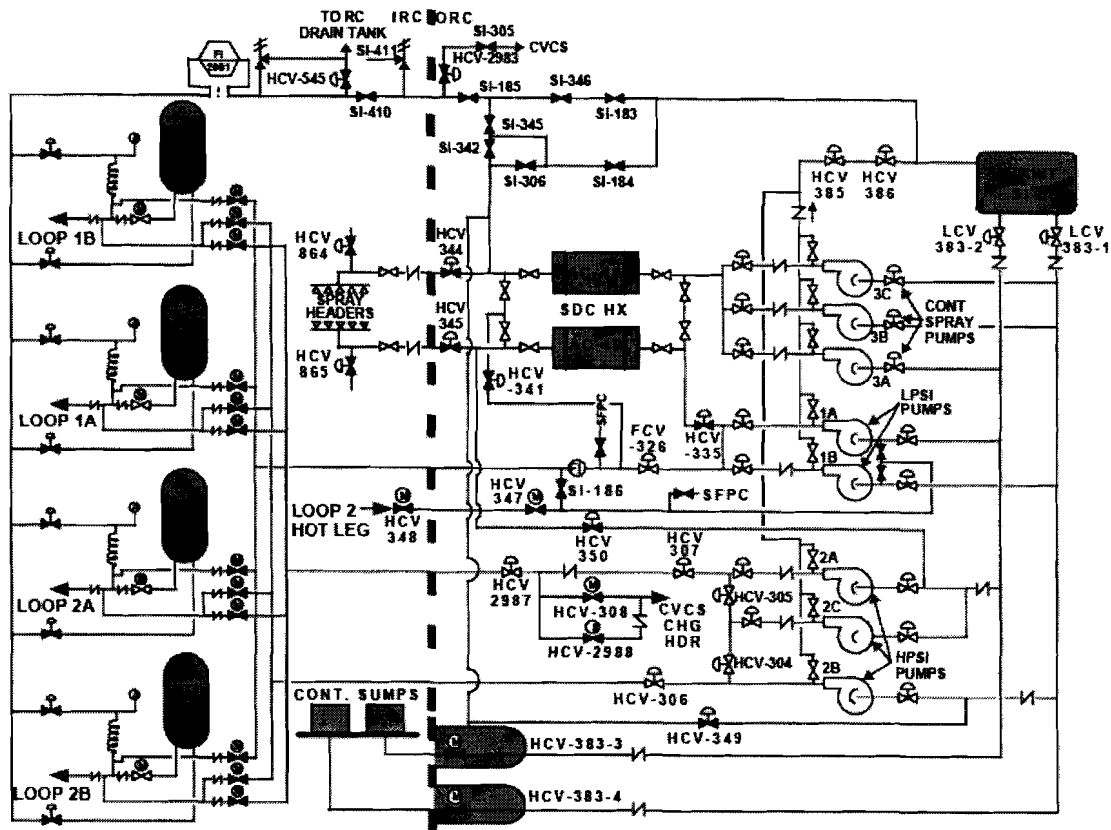 TO RC
DRAIN TANK
IRC
ORC
SI-305
CVCS
SI-411
HCV-2983
FI
2981
HCV-545
SI-410
SI-185
SI-346
SI-183
SI-345
SI-342
SI-306
SI-184
HCV
385
HCV
386
LCV
383-2
LCV
383-1
LOOP 1B
HCV
864
HCV
344
SPRAY
HEADERS
SDC HX
HCV
345
HCV
865
HCV
-341
3C
3B
3A
CONT
SPRAY
PUMPS
LOOP 1A
SFPC
FCV
-326
HCV
-335
1A
1B
LPSI
PUMPS
HCV
347
SI-186
SFPC
LOOP 2
HOT LEG
HCV
348
HCV
350
HCV
307
LOOP 2A
HCV
2987
HCV-308
HCV-2988
CVCS
CHG
HDR
HCV-305
HCV-304
2A
2C
2B
HPSI
PUMPS
HCV-306
CONT. SUMPS
HCV-349
HCV-383-3
HCV-383-4
LOOP 2B